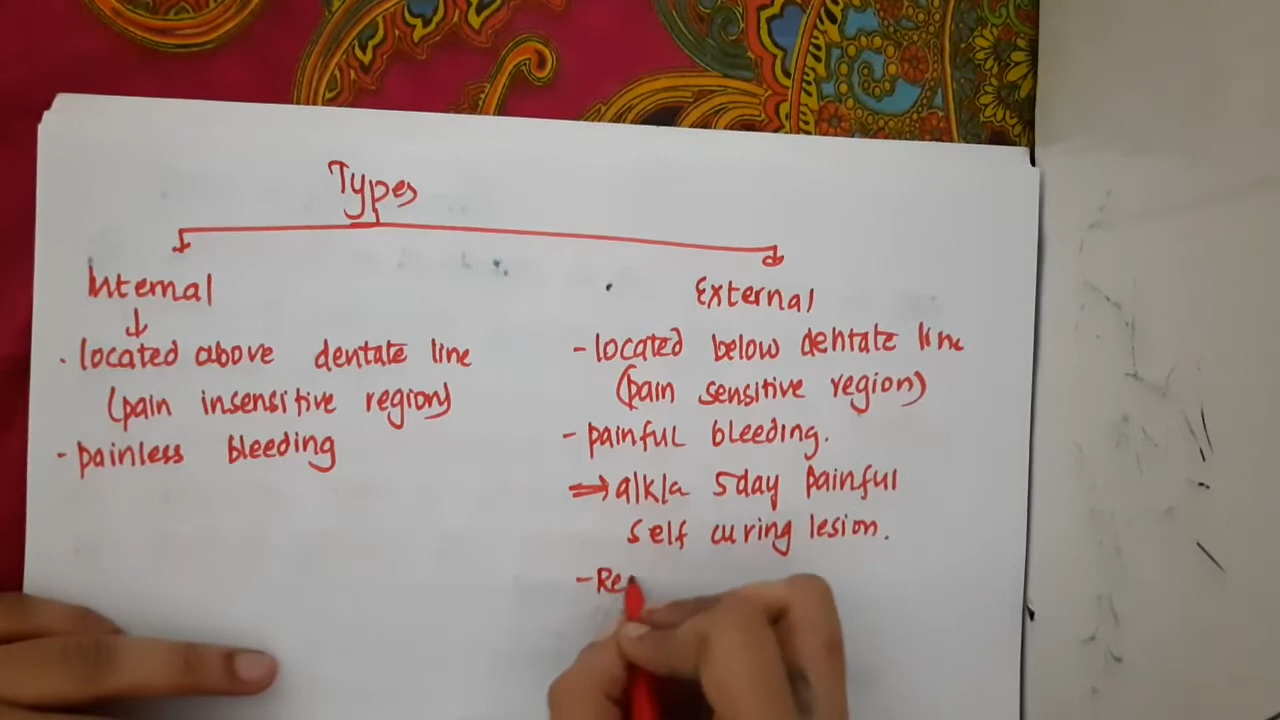 Types
Internal
. located above dentate line
(pain insensitive region)
- painless bleeding
External
- located below dentate line
(pain sensitive region)
- painful bleeding.
⇒ a/k/a 5day painful
self curing lesion.
- Re